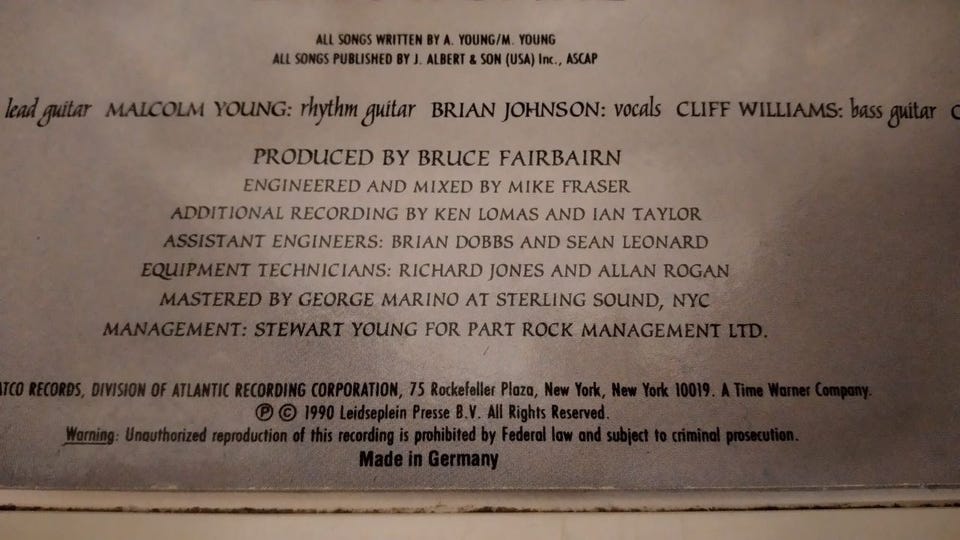 ALL SONGS WRITTEN BY A. YOUNG/M. YOUNG
ALL SONGS PUBLISHED BY J. ALBERT & SON (USA) Inc., ASCAP
lead guitar MALCOLM YOUNG: rhythm guitar BRIAN JOHNSON: vocals CLIFF WILLIAMS: bass guitar
PRODUCED BY BRUCE FAIRBAIRN
ENGINEERED AND MIXED BY MIKE FRASER
ADDITIONAL RECORDING BY KEN LOMAS AND IAN TAYLOR
ASSISTANT ENGINEERS: BRIAN DOBBS AND SEAN LEONARD
EQUIPMENT TECHNICIANS: RICHARD JONES AND ALLAN ROGAN
MASTERED BY GEORGE MARINO AT STERLING SOUND, NYC
MANAGEMENT: STEWART YOUNG FOR PART ROCK MANAGEMENT LTD.
ATCO RECORDS, DIVISION OF ATLANTIC RECORDING CORPORATION, 75 Rockefeller Plaza, New York, New York 10019. A Time Warner Company.
℗ © 1990 Leidseplein Presse B.V. All Rights Reserved.
Warning: Unauthorized reproduction of this recording is prohibited by Federal law and subject to criminal prosecution.
Made in Germany